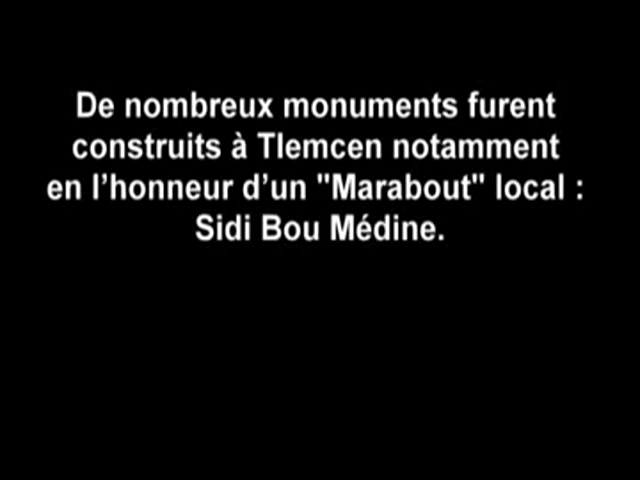 De nombreux monuments furent
construits à Tlemcen notamment
en l’honneur d’un "Marabout" local :
Sidi Bou Médine.